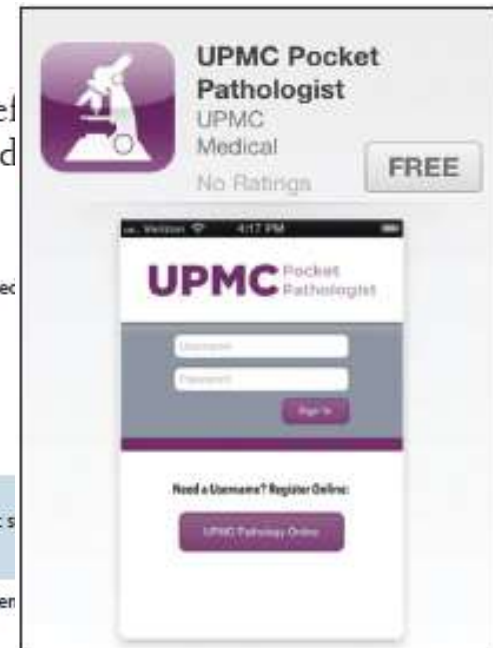 UPMC Pocket
Pathologist
UPMC
Medical
No Ratings
FREE
Verizon 4:17 PM
UPMC Pocket
Pathologist
Username
Password
Sign In
Need a Username? Register Online:
UPMC Pathology Online